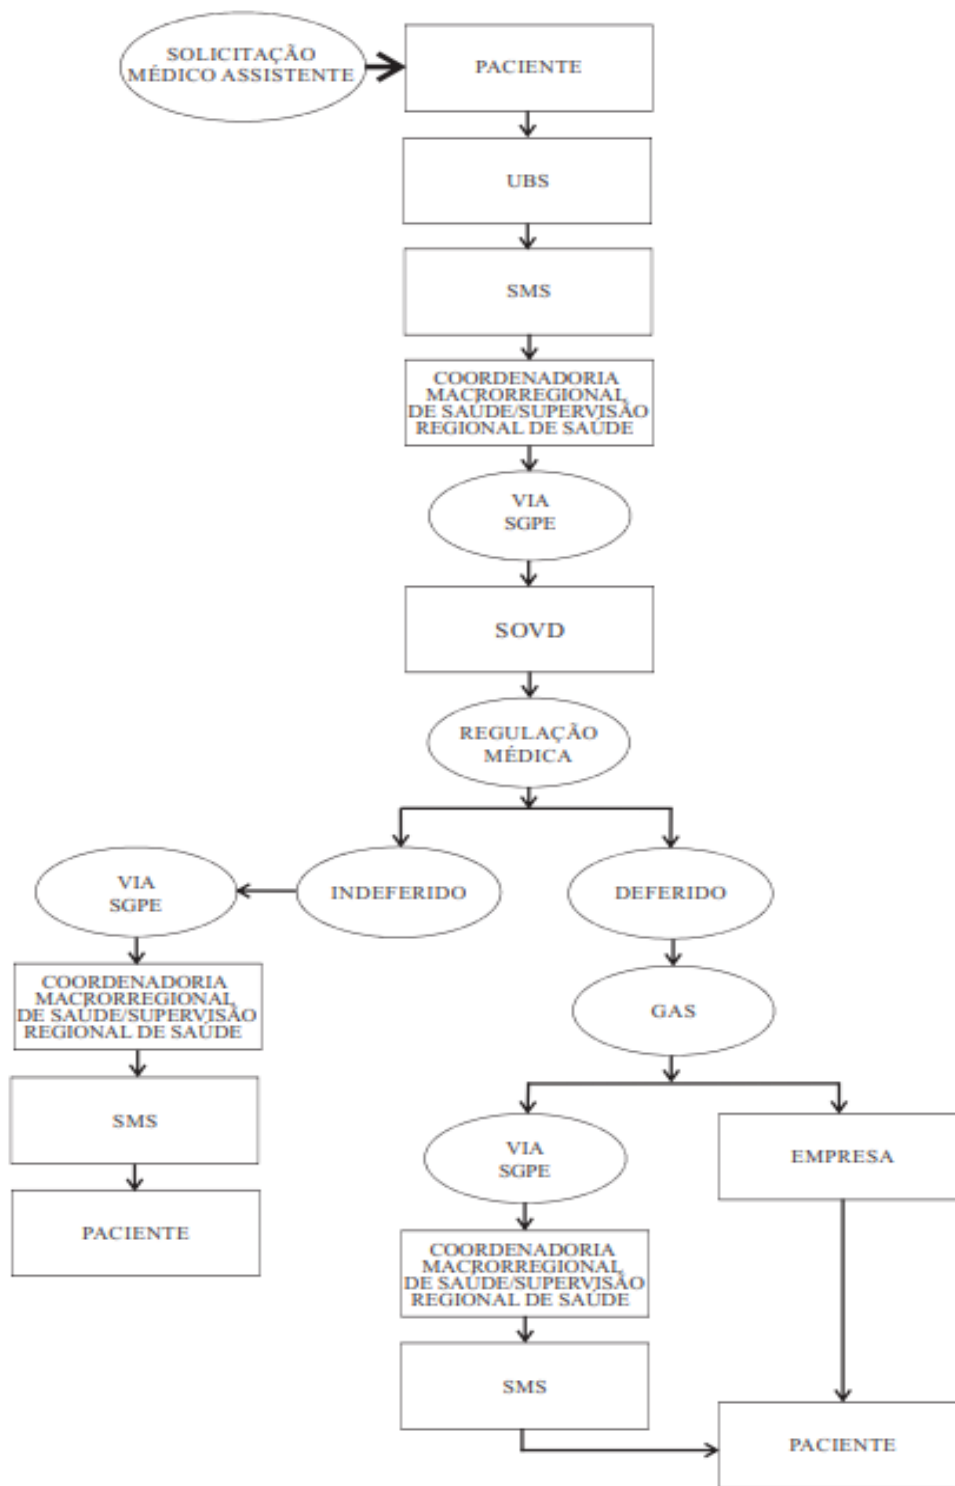 SOLICITAÇÃO
MÉDICO ASSISTENTE
PACIENTE
UBS
SMS
COORDENADORIA
MACRORREGIONAL
DE SAÚDE/SUPERVISÃO
REGIONAL DE SAÚDE
VIA
SGPE
SOVD
REGULAÇÃO
MÉDICA
INDEFERIDO
DEFERIDO
VIA
SGPE
COORDENADORIA
MACRORREGIONAL
DE SAÚDE/SUPERVISÃO
REGIONAL DE SAÚDE
SMS
PACIENTE
GAS
VIA
SGPE
COORDENADORIA
MACRORREGIONAL
DE SAÚDE/SUPERVISÃO
REGIONAL DE SAÚDE
SMS
EMPRESA
PACIENTE